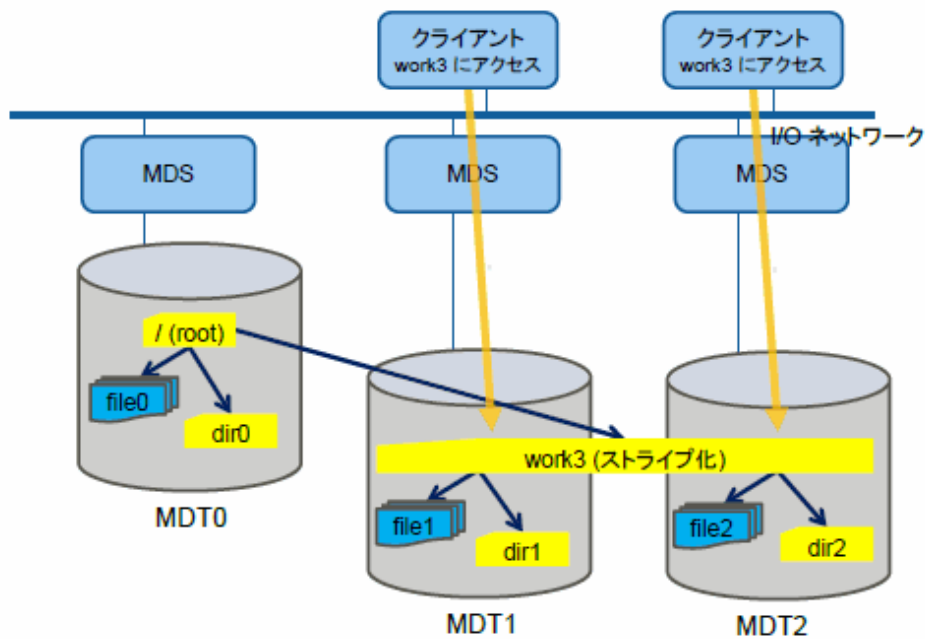 クライアント
work3 にアクセス
クライアント
work3 にアクセス
I/O ネットワーク
MDS
MDS
MDS
/ (root)
file0
dir0
work3 (ストライプ化)
file1
dir1
file2
dir2
MDT0
MDT1
MDT2